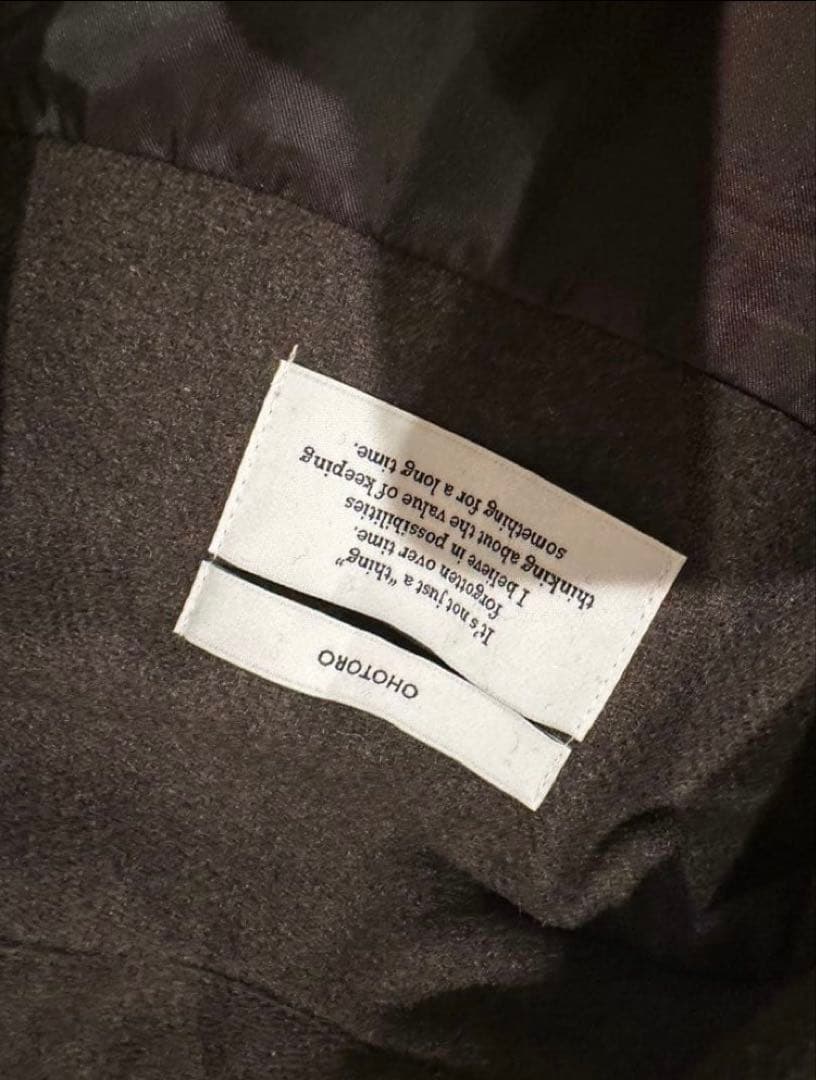 OHOTORO
It's not just a "thing"
forgotten over time.
I believe in possibilities
thinking about the value of keeping
something for a long time.